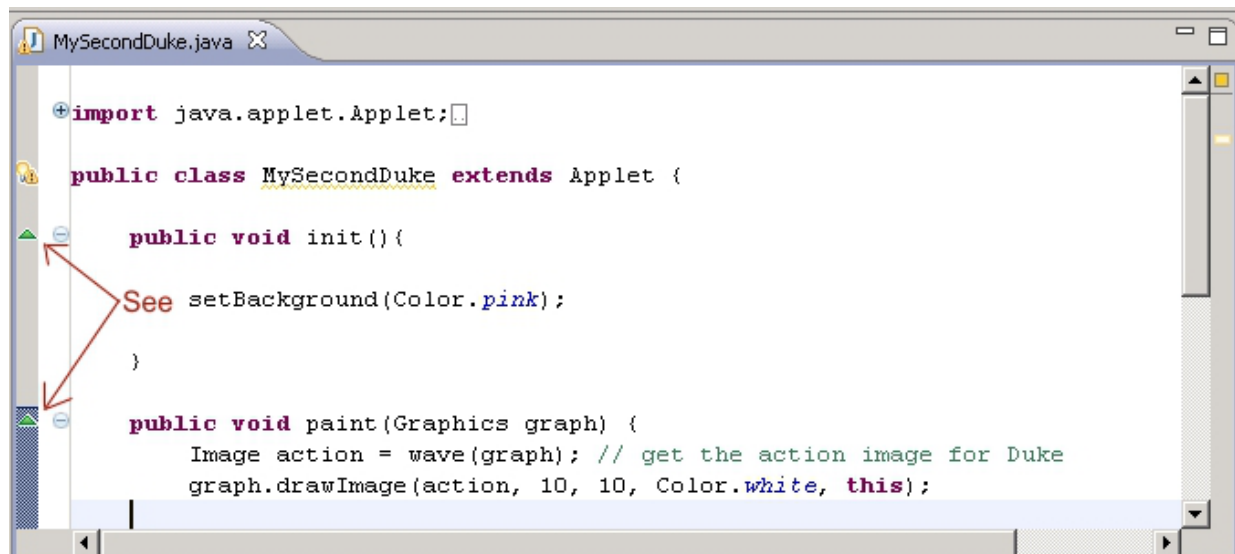 MySecondDuke.java
import java.applet.Applet;
public class MySecondDuke extends Applet {
public void init(){
See setBackground(Color.pink);
}
public void paint(Graphics graph) {
Image action = wave(graph); // get the action image for Duke
graph.drawImage(action, 10, 10, Color.white, this);